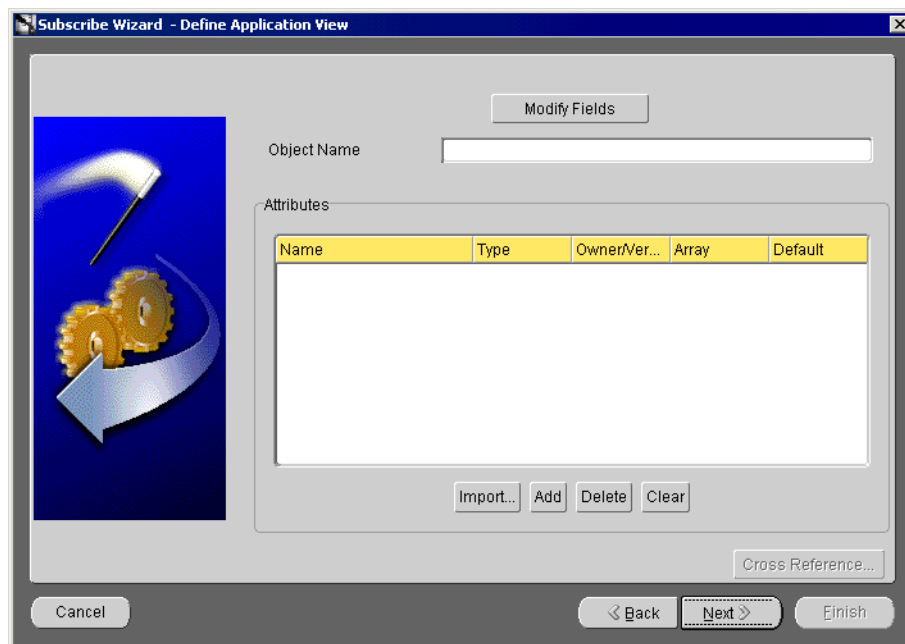 Subscribe Wizard - Define Application View
Modify Fields
Object Name
Attributes
Name Type Owner/Ver... Array Default
Import... Add Delete Clear
Cross Reference...
Cancel Back Next Finish